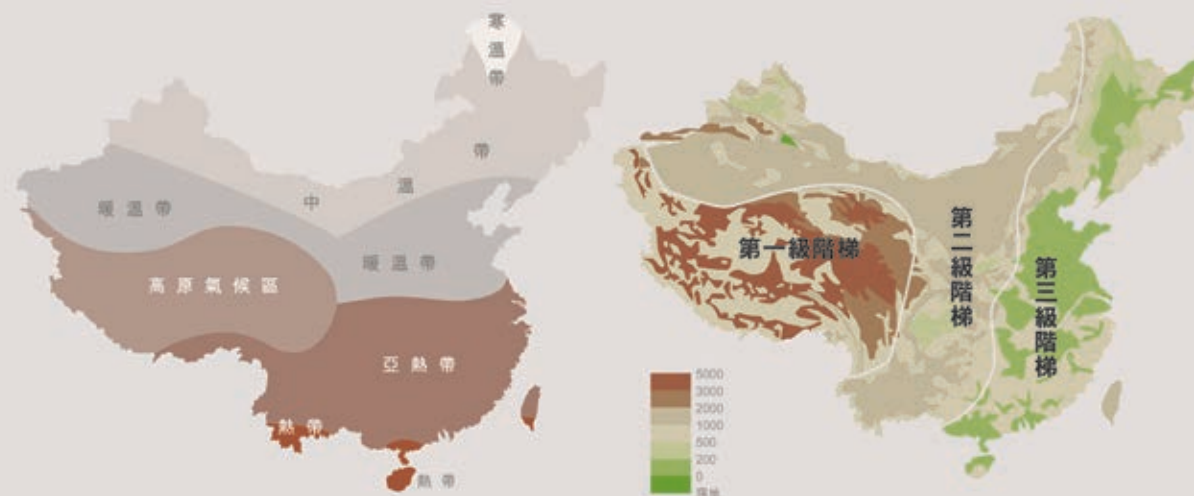 寒溫帶
中溫帶
暖溫帶
暖溫帶
高原氣候區
亞熱帶
熱帶
熱帶
第一級階梯
第二級階梯
第三級階梯
5000
3000
2000
1000
500
200
0
窪地